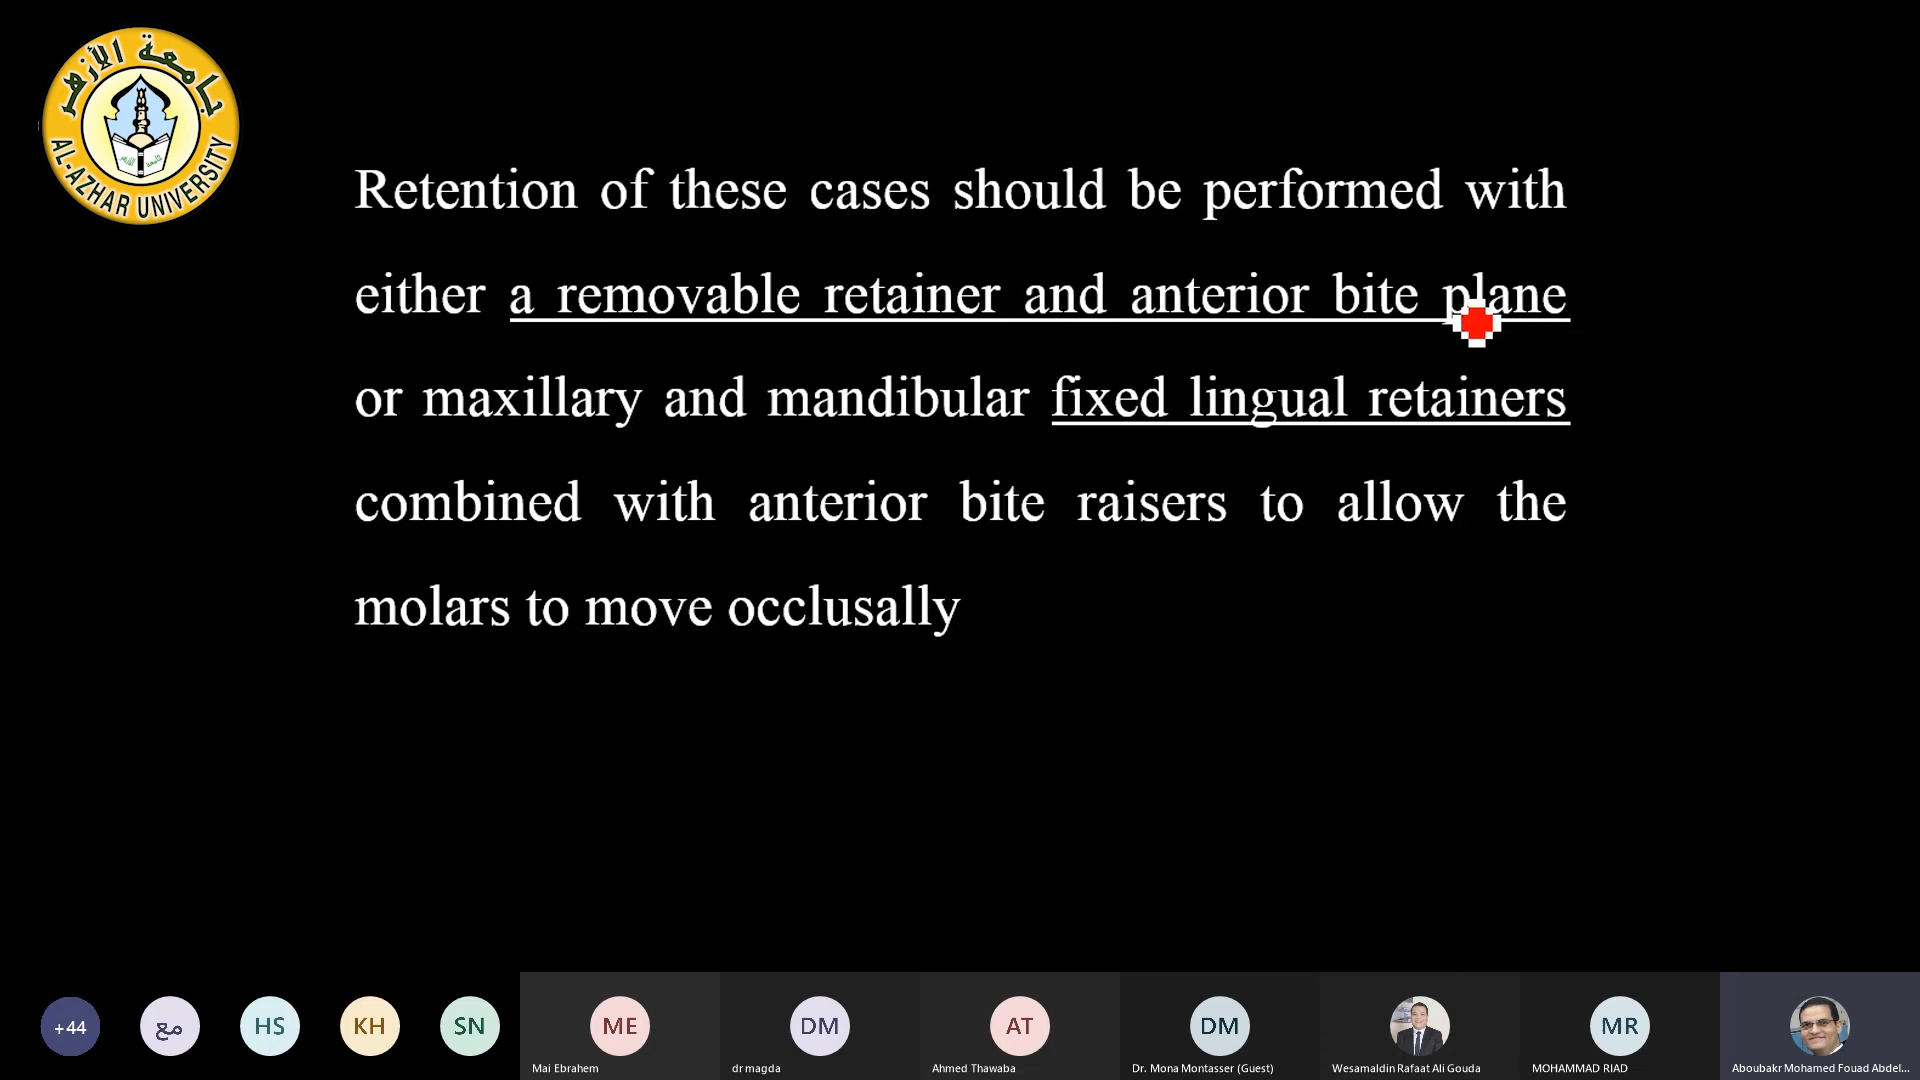 جامعة الأزهر
AL-AZHAR UNIVERSITY
Retention of these cases should be performed with
either a removable retainer and anterior bite plane
or maxillary and mandibular fixed lingual retainers
combined with anterior bite raisers to allow the
molars to move occlusally
+44
مع
HS
KH
SN
ME
Mai Ebrahem
DM
dr magda
AT
Ahmed Thawaba
DM
Dr. Mona Montasser (Guest)
Wesamaldin Rafaat Ali Gouda
MR
MOHAMMAD RIAD
Aboubakr Mohamed Fouad Abdel...